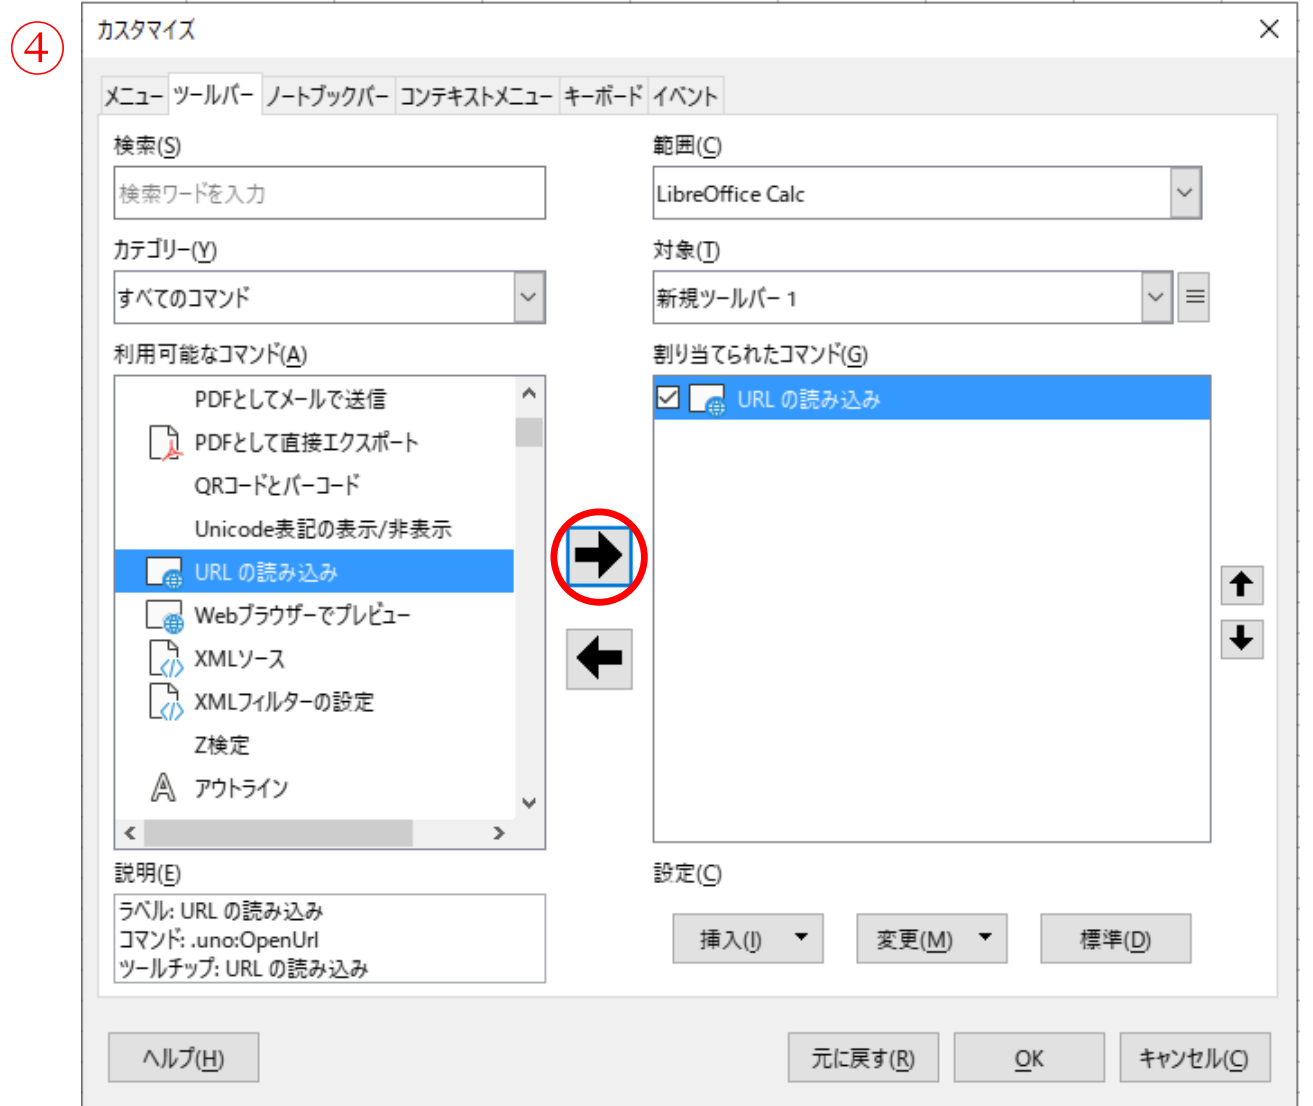 ④
カスタマイズ
メニュー ツールバー ノートブックバー コンテキストメニュー キーボード イベント
検索(S)
検索ワードを入力
カテゴリー(Y)
すべてのコマンド
利用可能なコマンド(A)
PDFとしてメールで送信
PDFとして直接エクスポート
QRコードとバーコード
Unicode表記の表示/非表示
URL の読み込み
Webブラウザーでプレビュー
XMLソース
XMLフィルターの設定
Z検定
アウトライン
説明(E)
ラベル: URL の読み込み
コマンド: .uno:OpenUrl
ツールチップ: URL の読み込み
範囲(C)
LibreOffice Calc
対象(T)
新規ツールバー 1
割り当てられたコマンド(G)
URL の読み込み
設定(C)
挿入(I) 変更(M) 標準(D)
ヘルプ(H) 元に戻す(R) OK キャンセル(C)